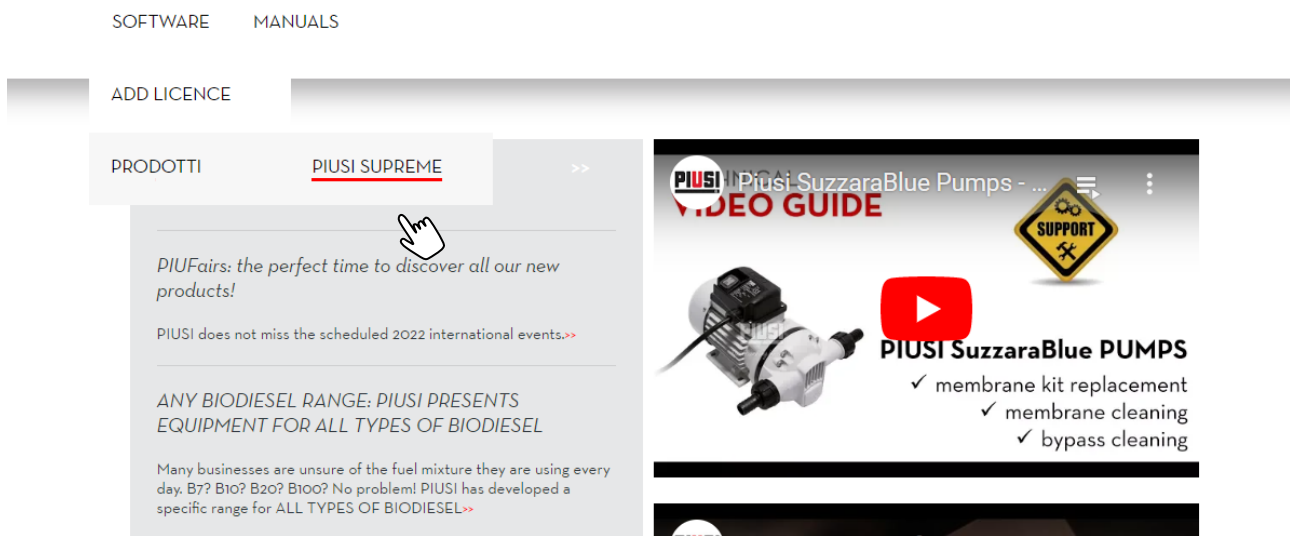 SOFTWARE MANUALS
ADD LICENCE
PRODOTTI PIUSI SUPREME >>
PIUFairs: the perfect time to discover all our new
products!
PIUSI does not miss the scheduled 2022 international events.>>
ANY BIODIESEL RANGE: PIUSI PRESENTS
EQUIPMENT FOR ALL TYPES OF BIODIESEL
Many businesses are unsure of the fuel mixture they are using every
day. B7? B10? B20? B100? No problem! PIUSI has developed a
specific range for ALL TYPES OF BIODIESEL>>
PIUSI Piusi SuzzaraBlue Pumps - ...
VIDEO GUIDE
SUPPORT
PIUSI
PIUSI SuzzaraBlue PUMPS
✓ membrane kit replacement
✓ membrane cleaning
✓ bypass cleaning